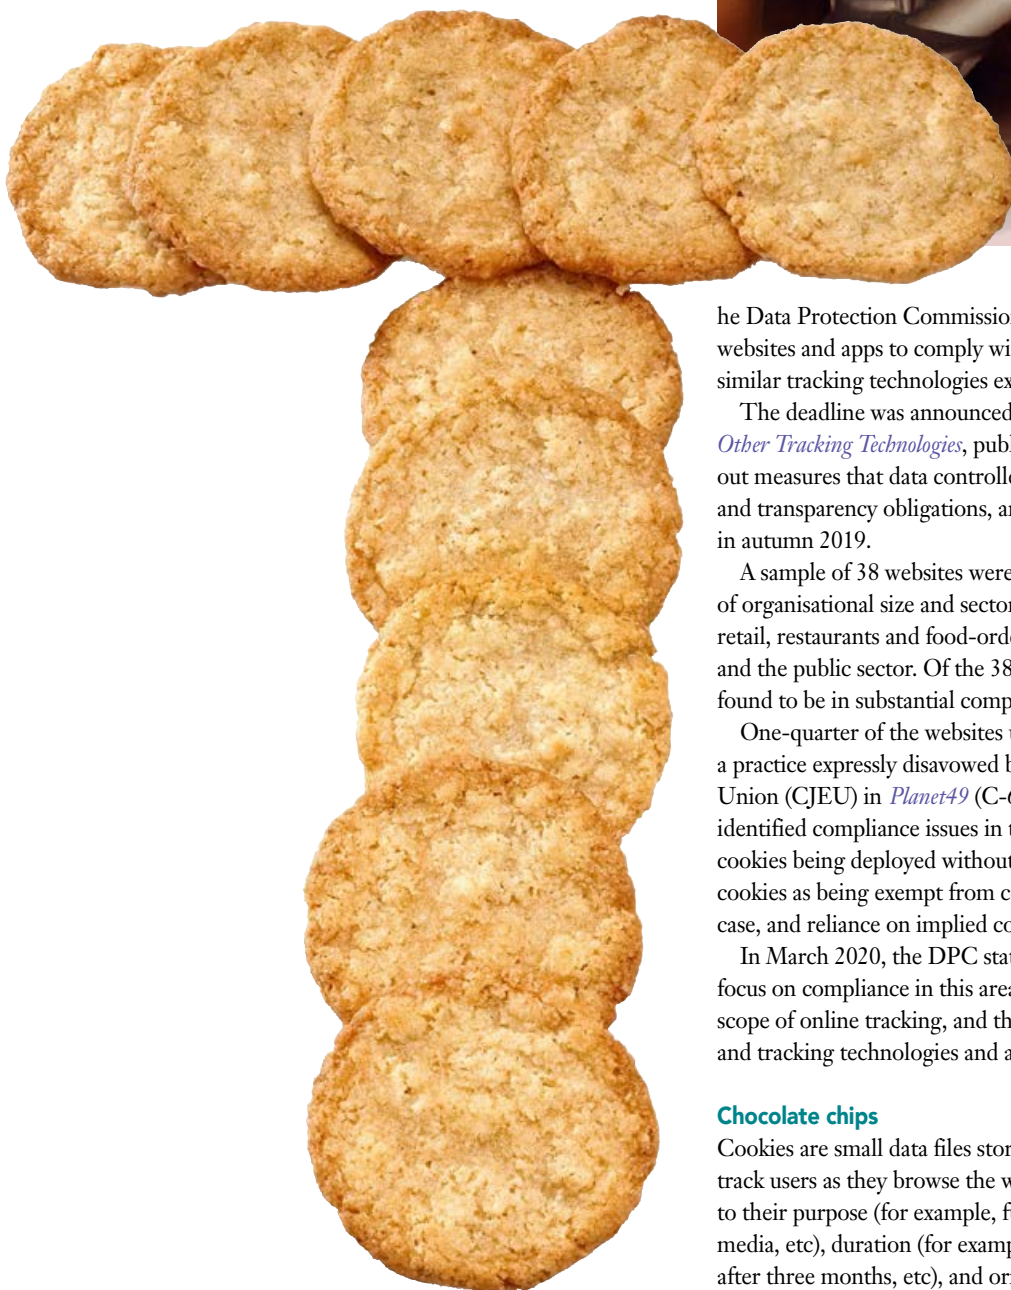 he Data Protection Commission
websites and apps to comply wi
similar tracking technologies ex
The deadline was announced
Other Tracking Technologies, publ
out measures that data controlle
and transparency obligations, an
in autumn 2019.
A sample of 38 websites were
of organisational size and sector
retail, restaurants and food-orde
and the public sector. Of the 38
found to be in substantial comp
One-quarter of the websites u
a practice expressly disavowed b
Union (CJEU) in Planet49 (C-6
identified compliance issues in t
cookies being deployed without
cookies as being exempt from c
case, and reliance on implied co
In March 2020, the DPC stat
focus on compliance in this area
scope of online tracking, and th
and tracking technologies and a
Chocolate chips
Cookies are small data files stor
track users as they browse the w
to their purpose (for example, f
media, etc), duration (for examp
after three months, etc), and ori